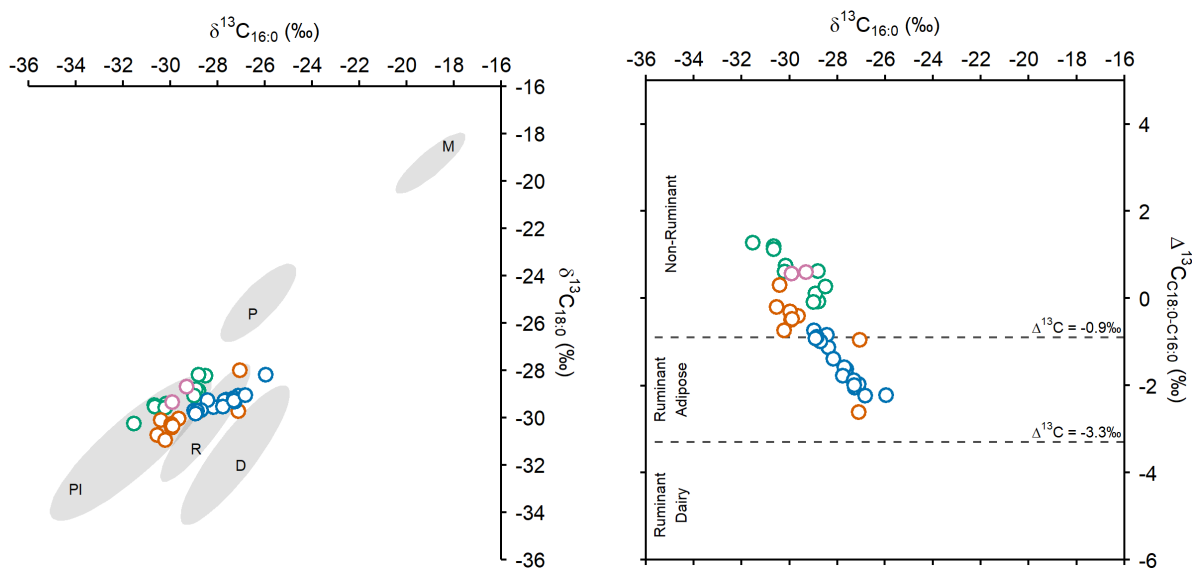 δ13C16:0 (‰)
-36 -34 -32 -30 -28 -26 -24 -22 -20 -18 -16
-16
-18
-20
-22
-24
-26
-28
-30
-32
-34
-36
δ13C18:0 (‰)
M
P
R
D
PI
δ13C16:0 (‰)
-36 -34 -32 -30 -28 -26 -24 -22 -20 -18 -16
4
2
0
-2
-4
-6
Δ13CC18:0-C16:0 (‰)
Non-Ruminant
Δ13C = -0.9‰
Ruminant
Adipose
Δ13C = -3.3‰
Ruminant
Dairy